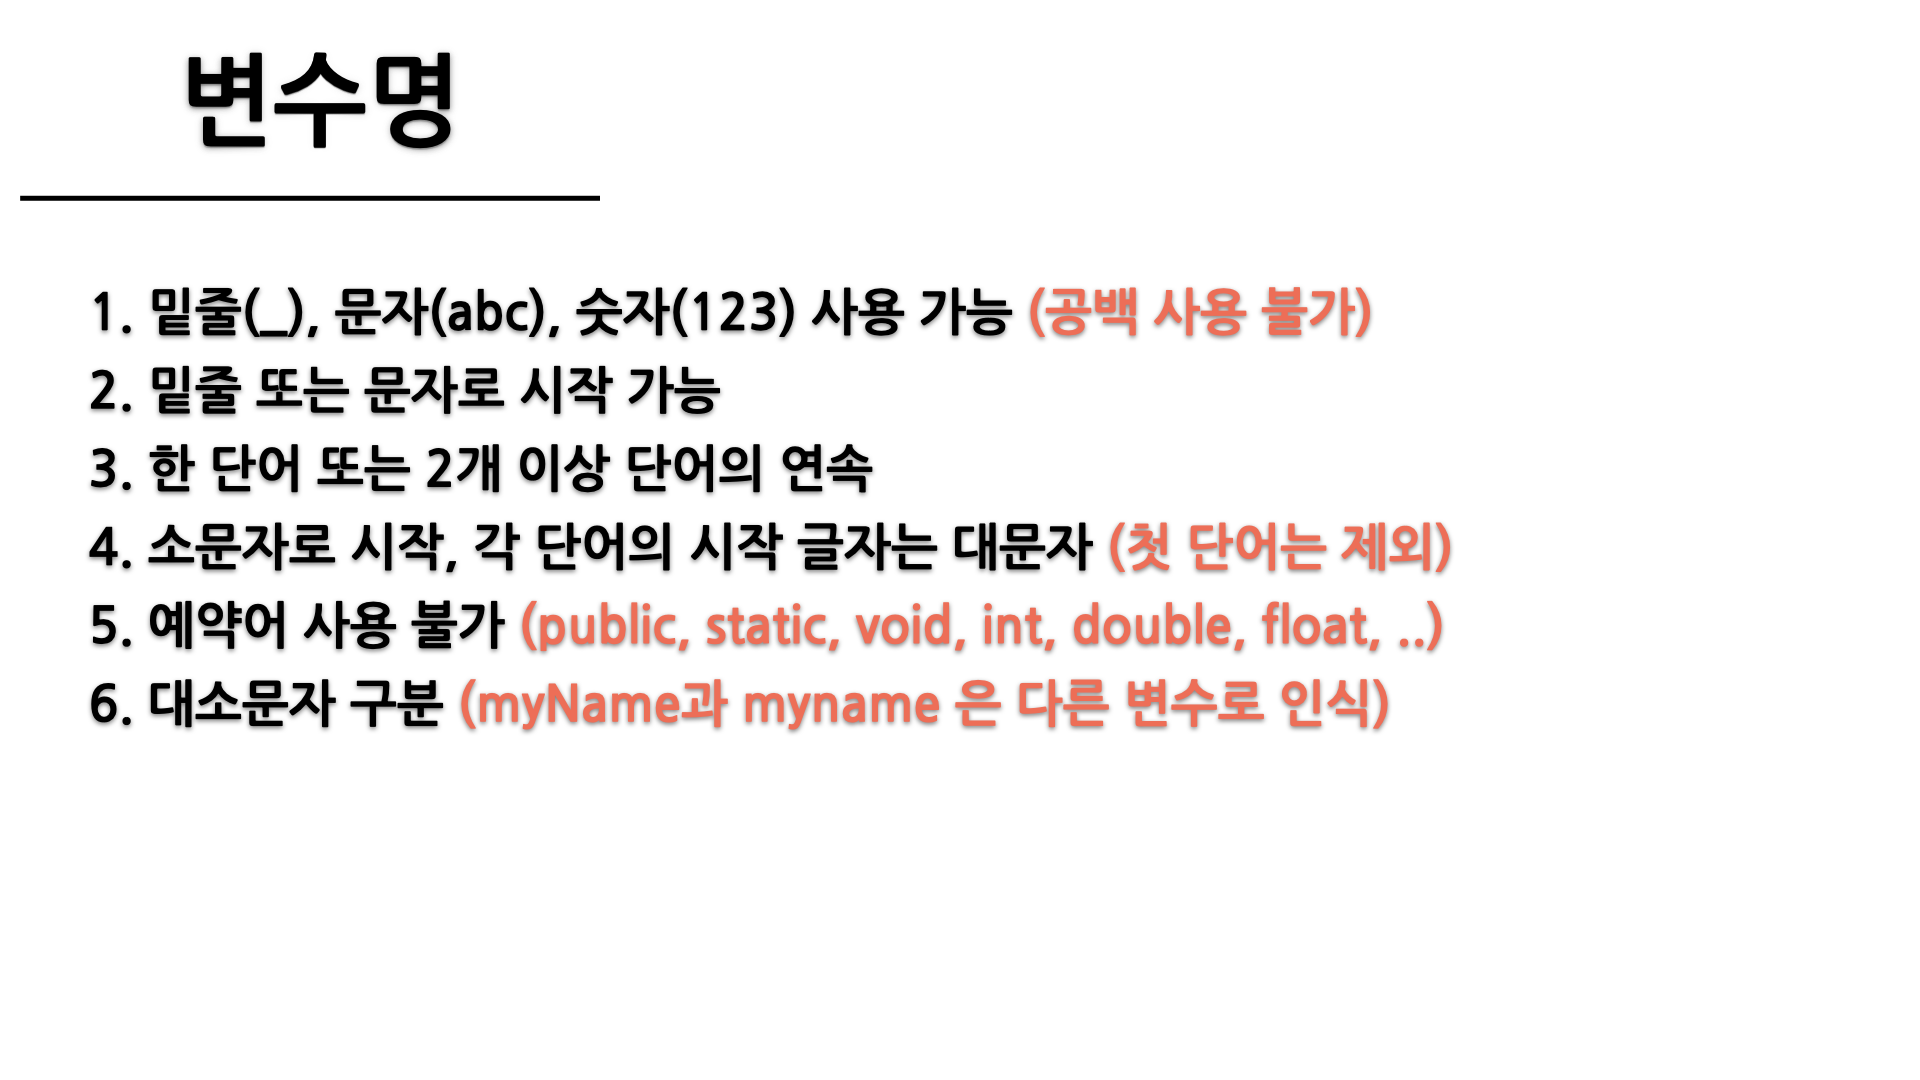 변수명
1. 밑줄(_), 문자(abc), 숫자(123) 사용 가능 (공백 사용 불가)
2. 밑줄 또는 문자로 시작 가능
3. 한 단어 또는 2개 이상 단어의 연속
4. 소문자로 시작, 각 단어의 시작 글자는 대문자 (첫 단어는 제외)
5. 예약어 사용 불가 (public, static, void, int, double, float, ..)
6. 대소문자 구분 (myName과 myname 은 다른 변수로 인식)